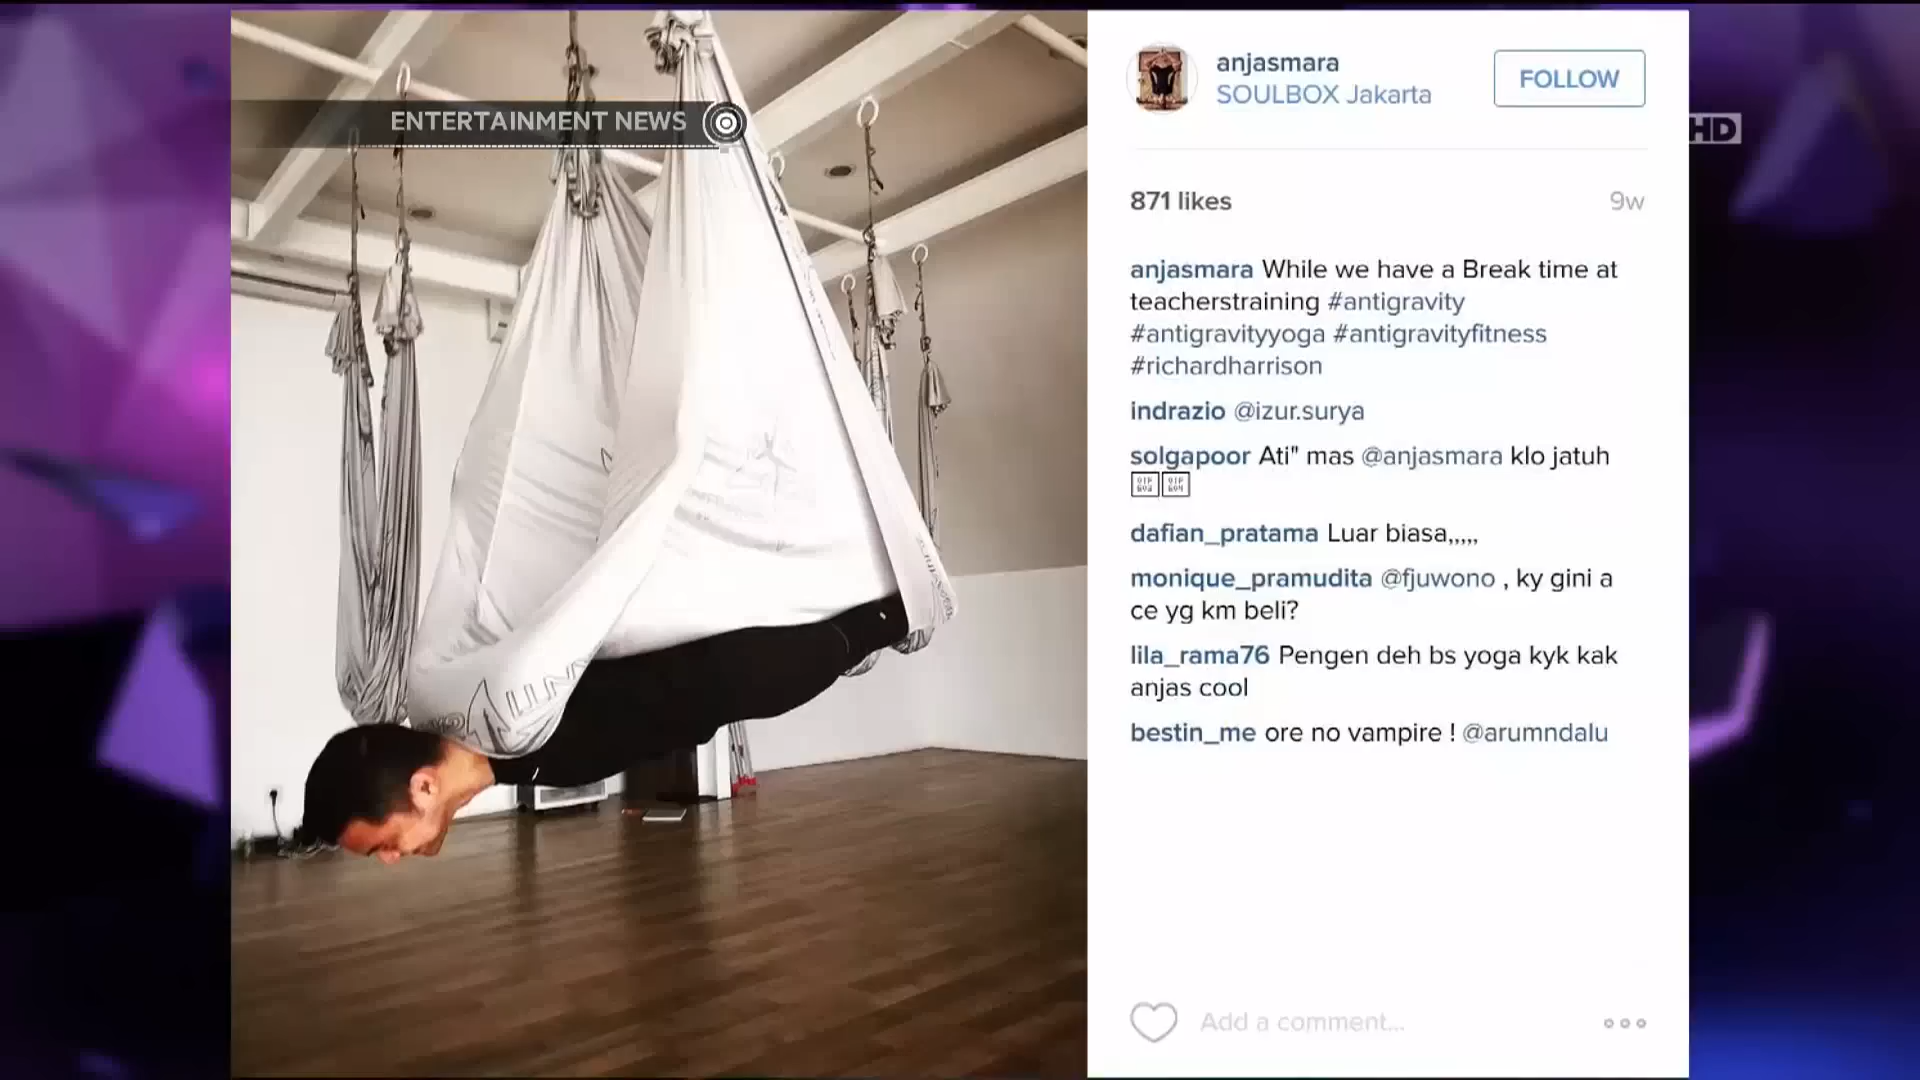 ENTERTAINMENT NEWS
HD
anjasmara
SOULBOX Jakarta
FOLLOW
871 likes
9w
anjasmara While we have a Break time at
teacherstraining #antigravity
#antigravityyoga #antigravityfitness
#richardharrison
indrazio @izur.surya
solgapoor Ati" mas @anjasmara klo jatuh
dafian_pratama Luar biasa,,,,,
monique_pramudita @fjuwono , ky gini a
ce yg km beli?
lila_rama76 Pengen deh bs yoga kyk kak
anjas cool
bestin_me ore no vampire ! @arumndalu
Add a comment...